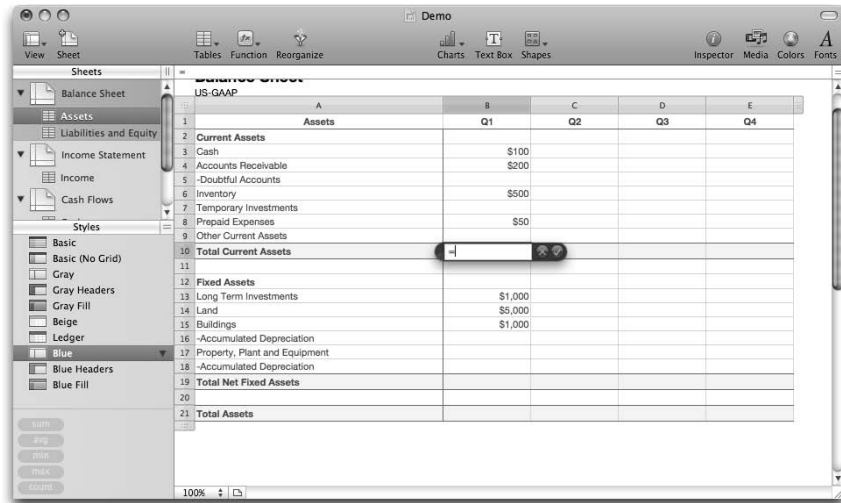 Demo
View Sheet Tables Function Reorganize Charts Text Box Shapes Inspector Media Colors Fonts
Sheets
Balance Sheet
Assets
Liabilities and Equity
Income Statement
Income
Cash Flows
Styles
Basic
Basic (No Grid)
Gray
Gray Headers
Gray Fill
Beige
Ledger
Blue
Blue Headers
Blue Fill
sum
avg
min
max
count
=
Balance Sheet
US-GAAP
A B C D E
1 Assets Q1 Q2 Q3 Q4
2 Current Assets
3 Cash $100
4 Accounts Receivable $200
5 -Doubtful Accounts
6 Inventory $500
7 Temporary Investments
8 Prepaid Expenses $50
9 Other Current Assets
10 Total Current Assets =
11
12 Fixed Assets
13 Long Term Investments $1,000
14 Land $5,000
15 Buildings $1,000
16 -Accumulated Depreciation
17 Property, Plant and Equipment
18 -Accumulated Depreciation
19 Total Net Fixed Assets
20
21 Total Assets
100%